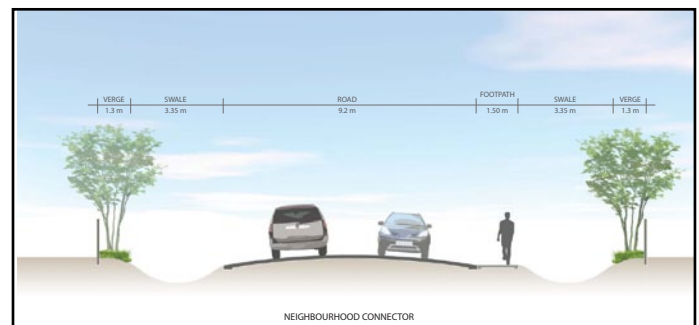 VERGE SWALE ROAD FOOTPATH SWALE VERGE
1.3 m 3.35 m 9.2 m 1.50 m 3.35 m 1.3 m
NEIGHBOURHOOD CONNECTOR